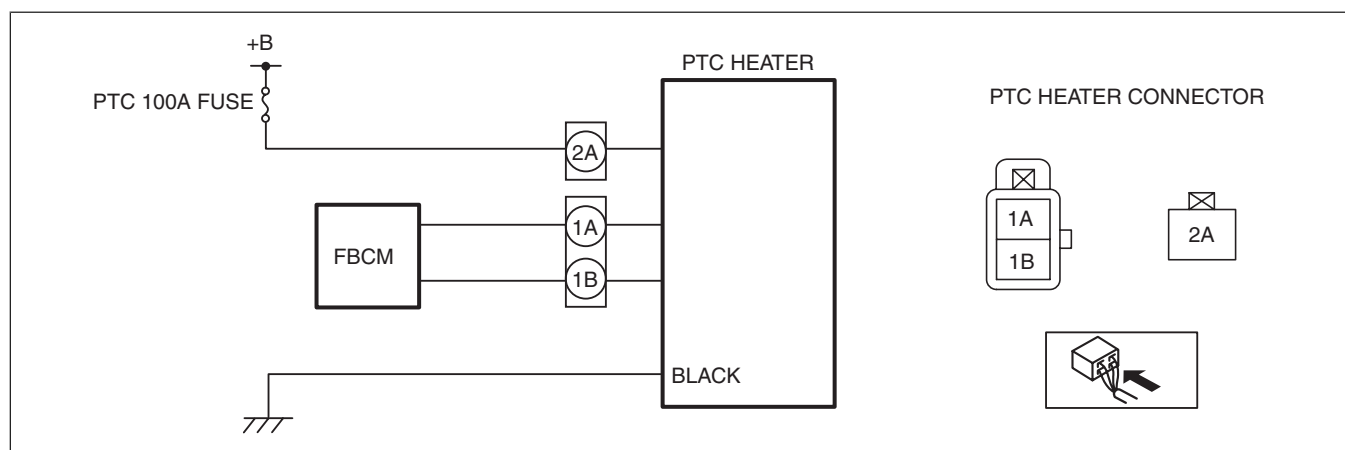 +B
PTC 100A FUSE
PTC HEATER
2A
FBCM
1A
1B
BLACK
PTC HEATER CONNECTOR
1A
1B
2A